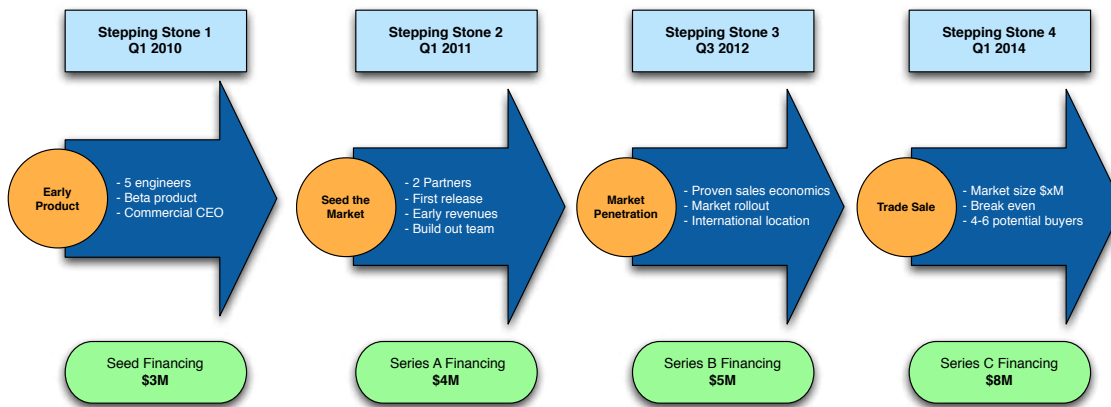 Stepping Stone 1
Q1 2010
Stepping Stone 2
Q1 2011
Stepping Stone 3
Q3 2012
Stepping Stone 4
Q1 2014
Early
Product
- 5 engineers
- Beta product
- Commercial CEO
Seed the
Market
- 2 Partners
- First release
- Early revenues
- Build out team
Market
Penetration
- Proven sales economics
- Market rollout
- International location
Trade Sale
- Market size $xM
- Break even
- 4-6 potential buyers
Seed Financing
$3M
Series A Financing
$4M
Series B Financing
$5M
Series C Financing
$8M